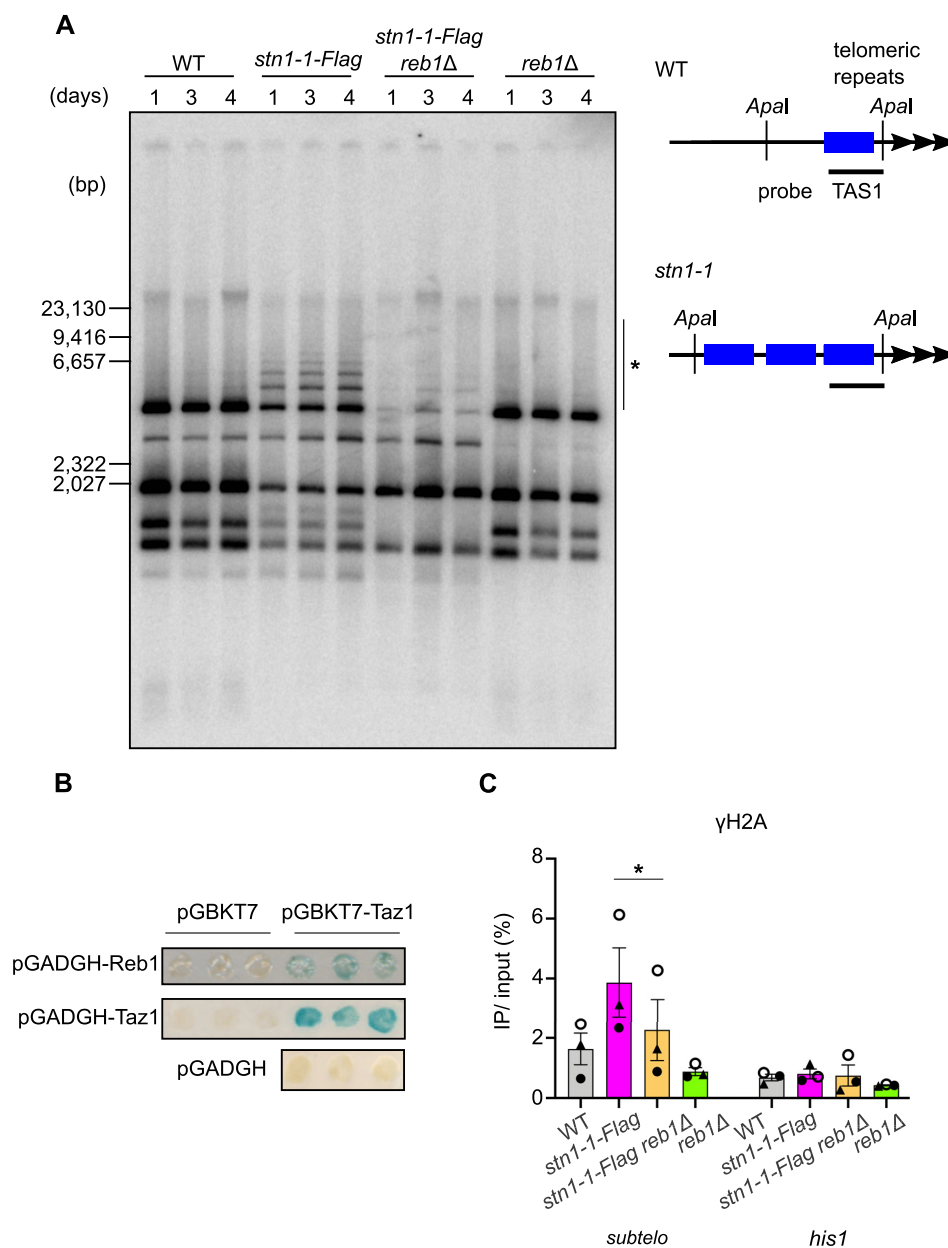 A
WT
stn1-1-Flag
stn1-1-Flag
reb1Δ
reb1Δ
(days) 1 3 4 1 3 4 1 3 4 1 3 4
(bp)
23,130
9,416
6,657
2,322
2,027
*
WT
telomeric
repeats
ApaI ApaI
probe TAS1
stn1-1
ApaI ApaI
B
pGBKT7 pGBKT7-Taz1
pGADGH-Reb1
pGADGH-Taz1
pGADGH
C
γH2A
IP/ input (%)
8
6
4
2
0
*
WT
stn1-1-Flag
stn1-1-Flag reb1Δ
reb1Δ
WT
stn1-1-Flag
stn1-1-Flag reb1Δ
reb1Δ
subtelo his1